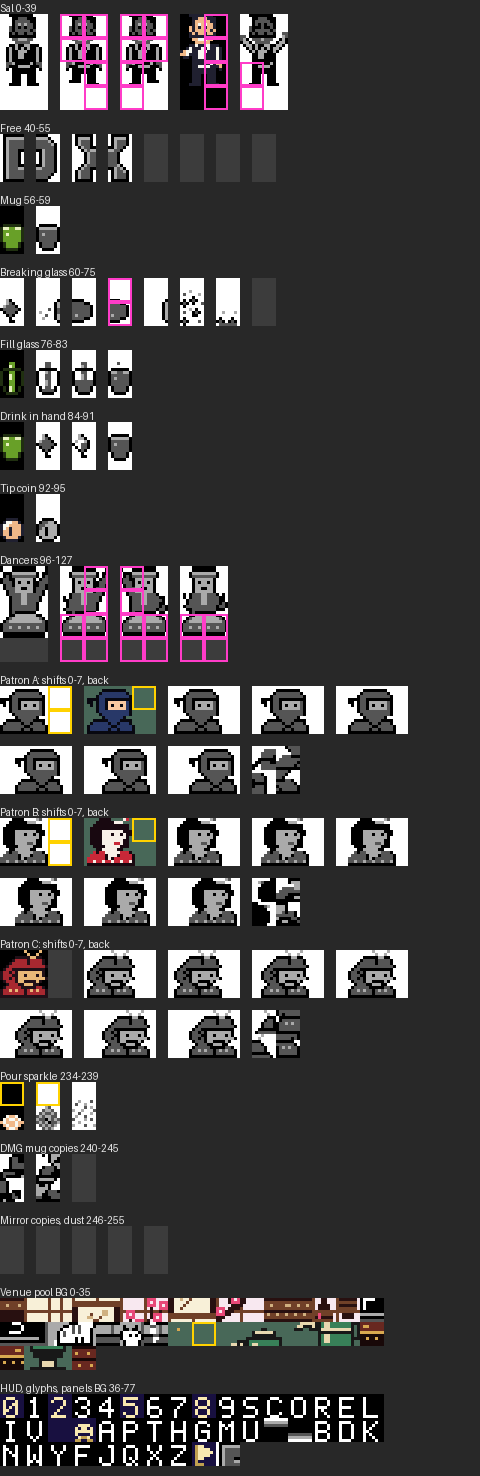 Sal 0-39
Free 40-55
Mug 56-59
Breaking glass 60-75
Fill glass 76-83
Drink in hand 84-91
Tip coin 92-95
Dancers 96-127
Patron A: shifts 0-7, back
Patron B: shifts 0-7, back
Patron C: shifts 0-7, back
Pour sparkle 234-239
DMG mug copies 240-245
Mirror copies, dust 246-255
Venue pool BG 0-35
HUD, glyphs, panels BG 36-77
0123456789SCOREL
IV APTHGMU BDK
NWYFJQXZ